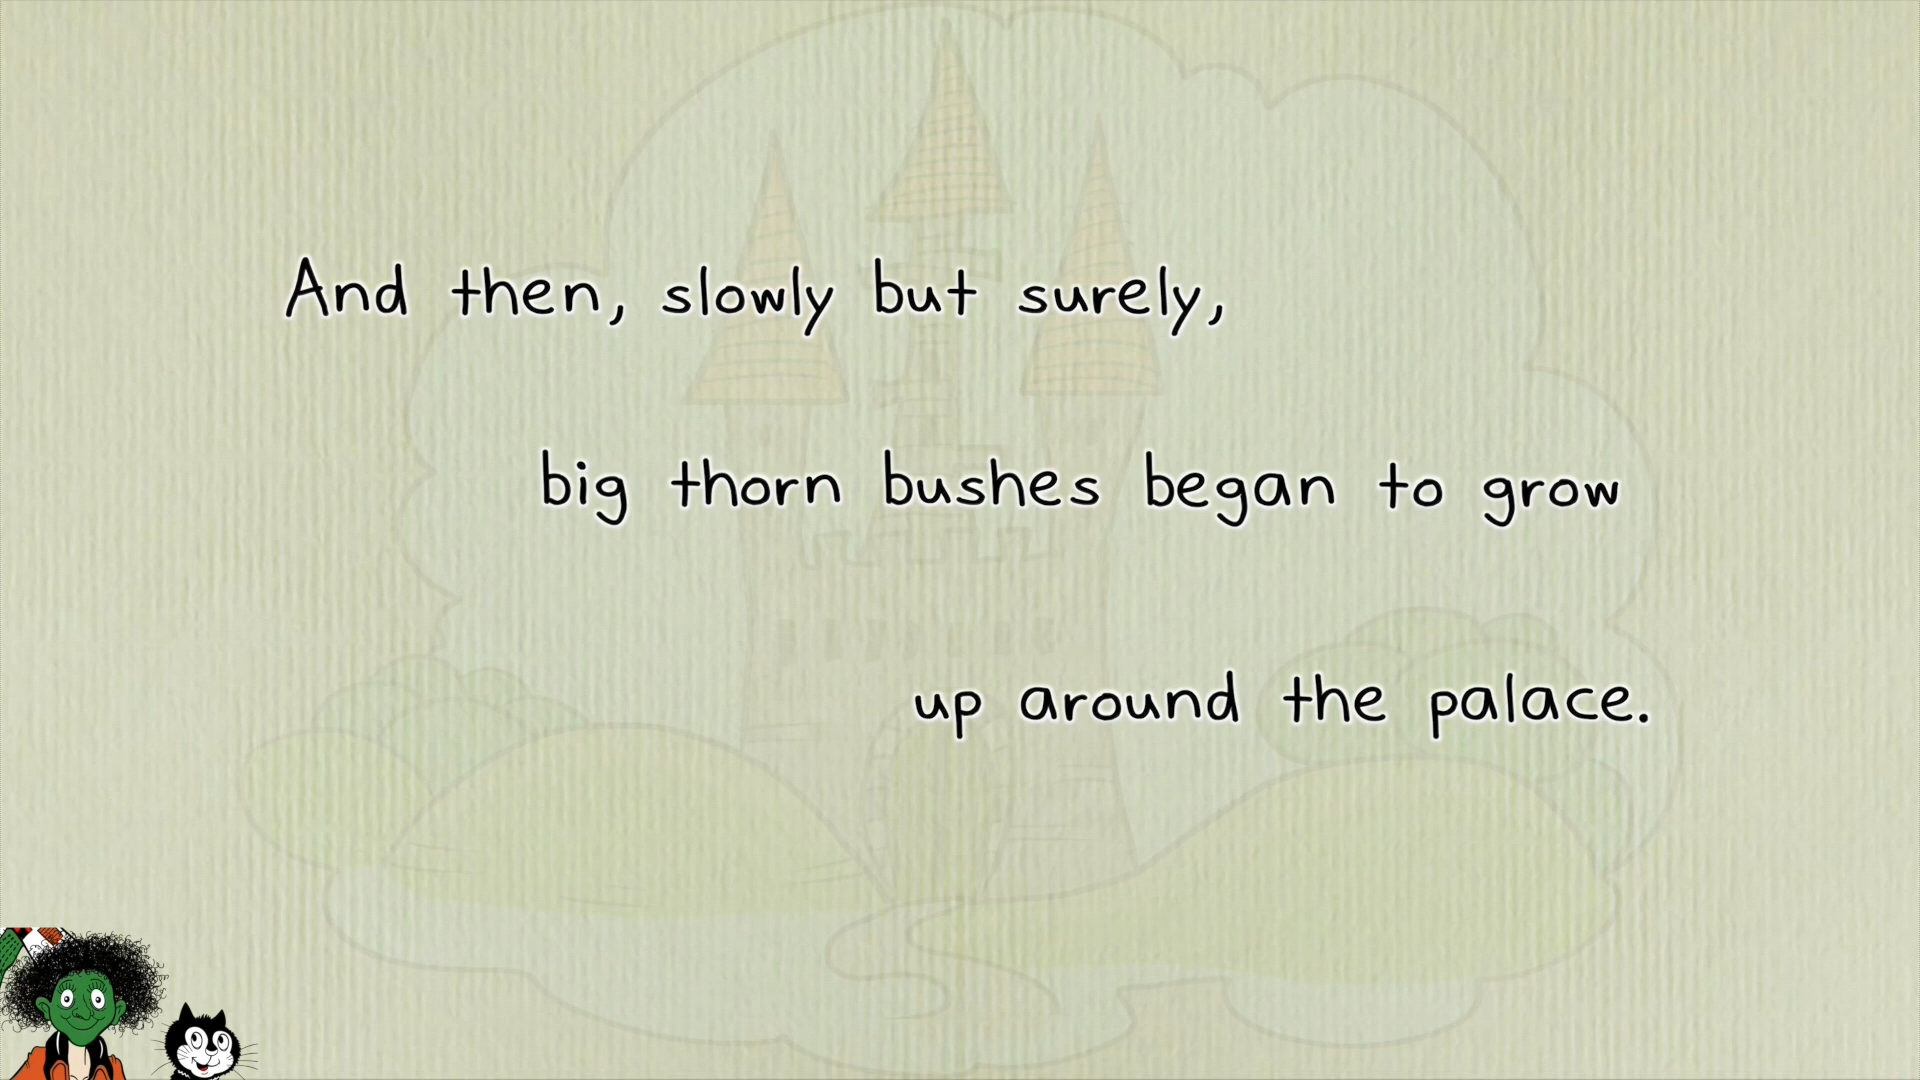 And then, slowly but surely,
big thorn bushes began to grow
up around the palace.